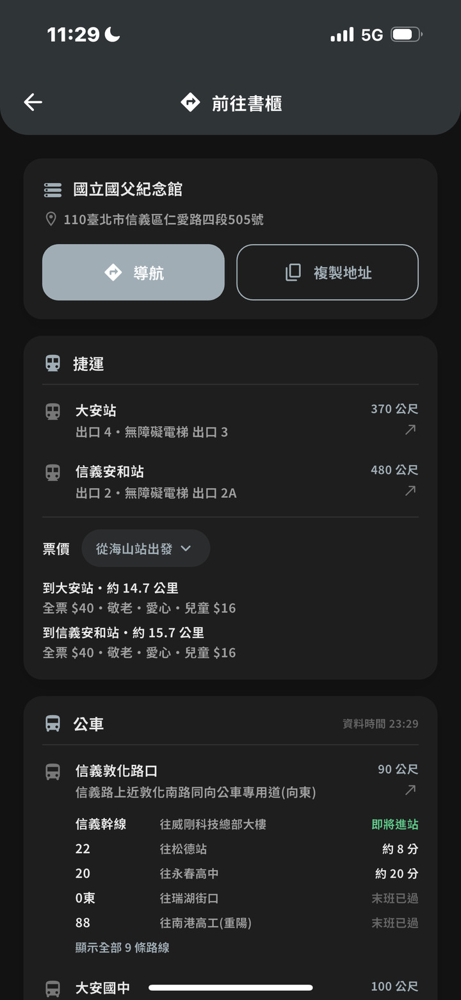 11:29
5G
前往書櫃
國立國父紀念館
110臺北市信義區仁愛路四段505號
導航
複製地址
捷運
大安站 370 公尺
出口 4・無障礙電梯 出口 3
信義安和站 480 公尺
出口 2・無障礙電梯 出口 2A
票價 從海山站出發
到大安站・約 14.7 公里
全票 $40・敬老・愛心・兒童 $16
到信義安和站・約 15.7 公里
全票 $40・敬老・愛心・兒童 $16
公車 資料時間 23:29
信義敦化路口 90 公尺
信義路上近敦化南路同向公車專用道(向東)
信義幹線 往威剛科技總部大樓 即將進站
22 往松德站 約 8 分
20 往永春高中 約 20 分
0東 往瑞湖街口 末班已過
88 往南港高工(重陽) 末班已過
顯示全部 9 條路線
大安國中 100 公尺